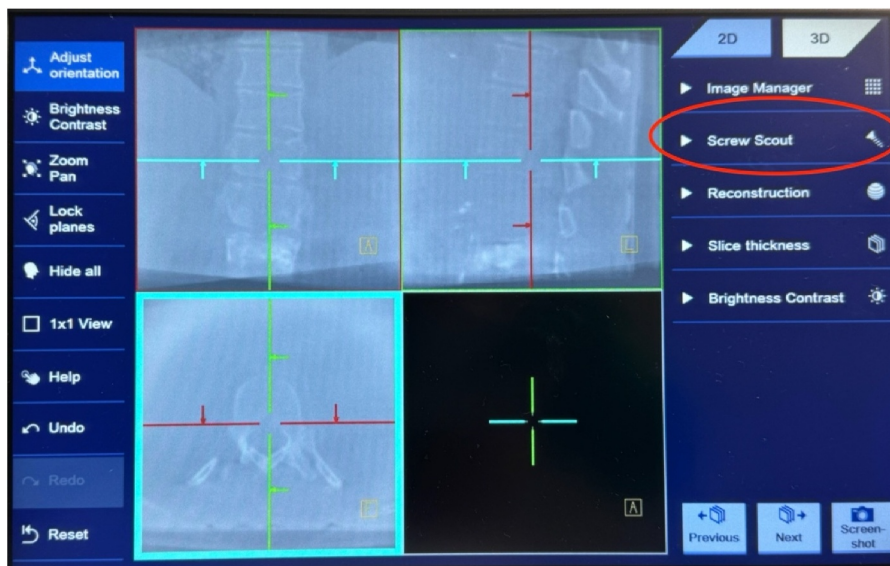 Adjust
orientation
Brightness
Contrast
Zoom
Pan
Lock
planes
Hide all
1x1 View
Help
Undo
Redo
Reset
A
L
A
2D
3D
Image Manager
Screw Scout
Reconstruction
Slice thickness
Brightness Contrast
Previous
Next
Screen-
shot